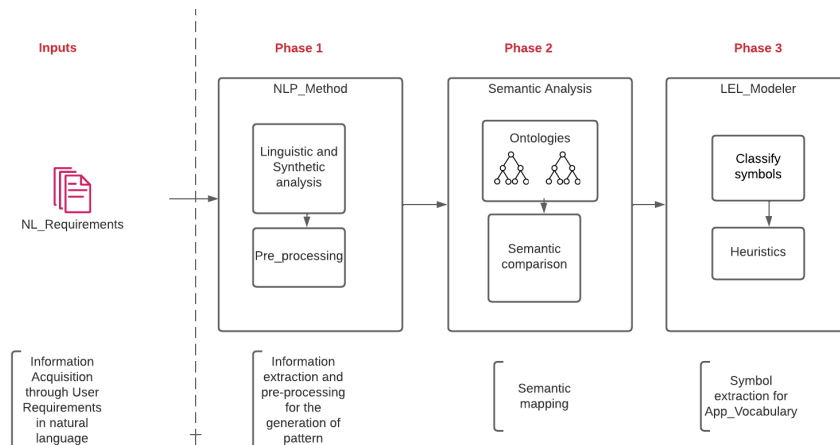 Inputs
Phase 1
Phase 2
Phase 3
NLP_Method
Semantic Analysis
LEL_Modeler
Linguistic and
Synthetic
analysis
Pre_processing
Ontologies
Semantic
comparison
Classify
symbols
Heuristics
NL_Requirements
Information
Acquisition
through User
Requirements
in natural
language
Information
extraction and
pre-processing
for the
generation of
pattern
Semantic
mapping
Symbol
extraction for
App_Vocabulary